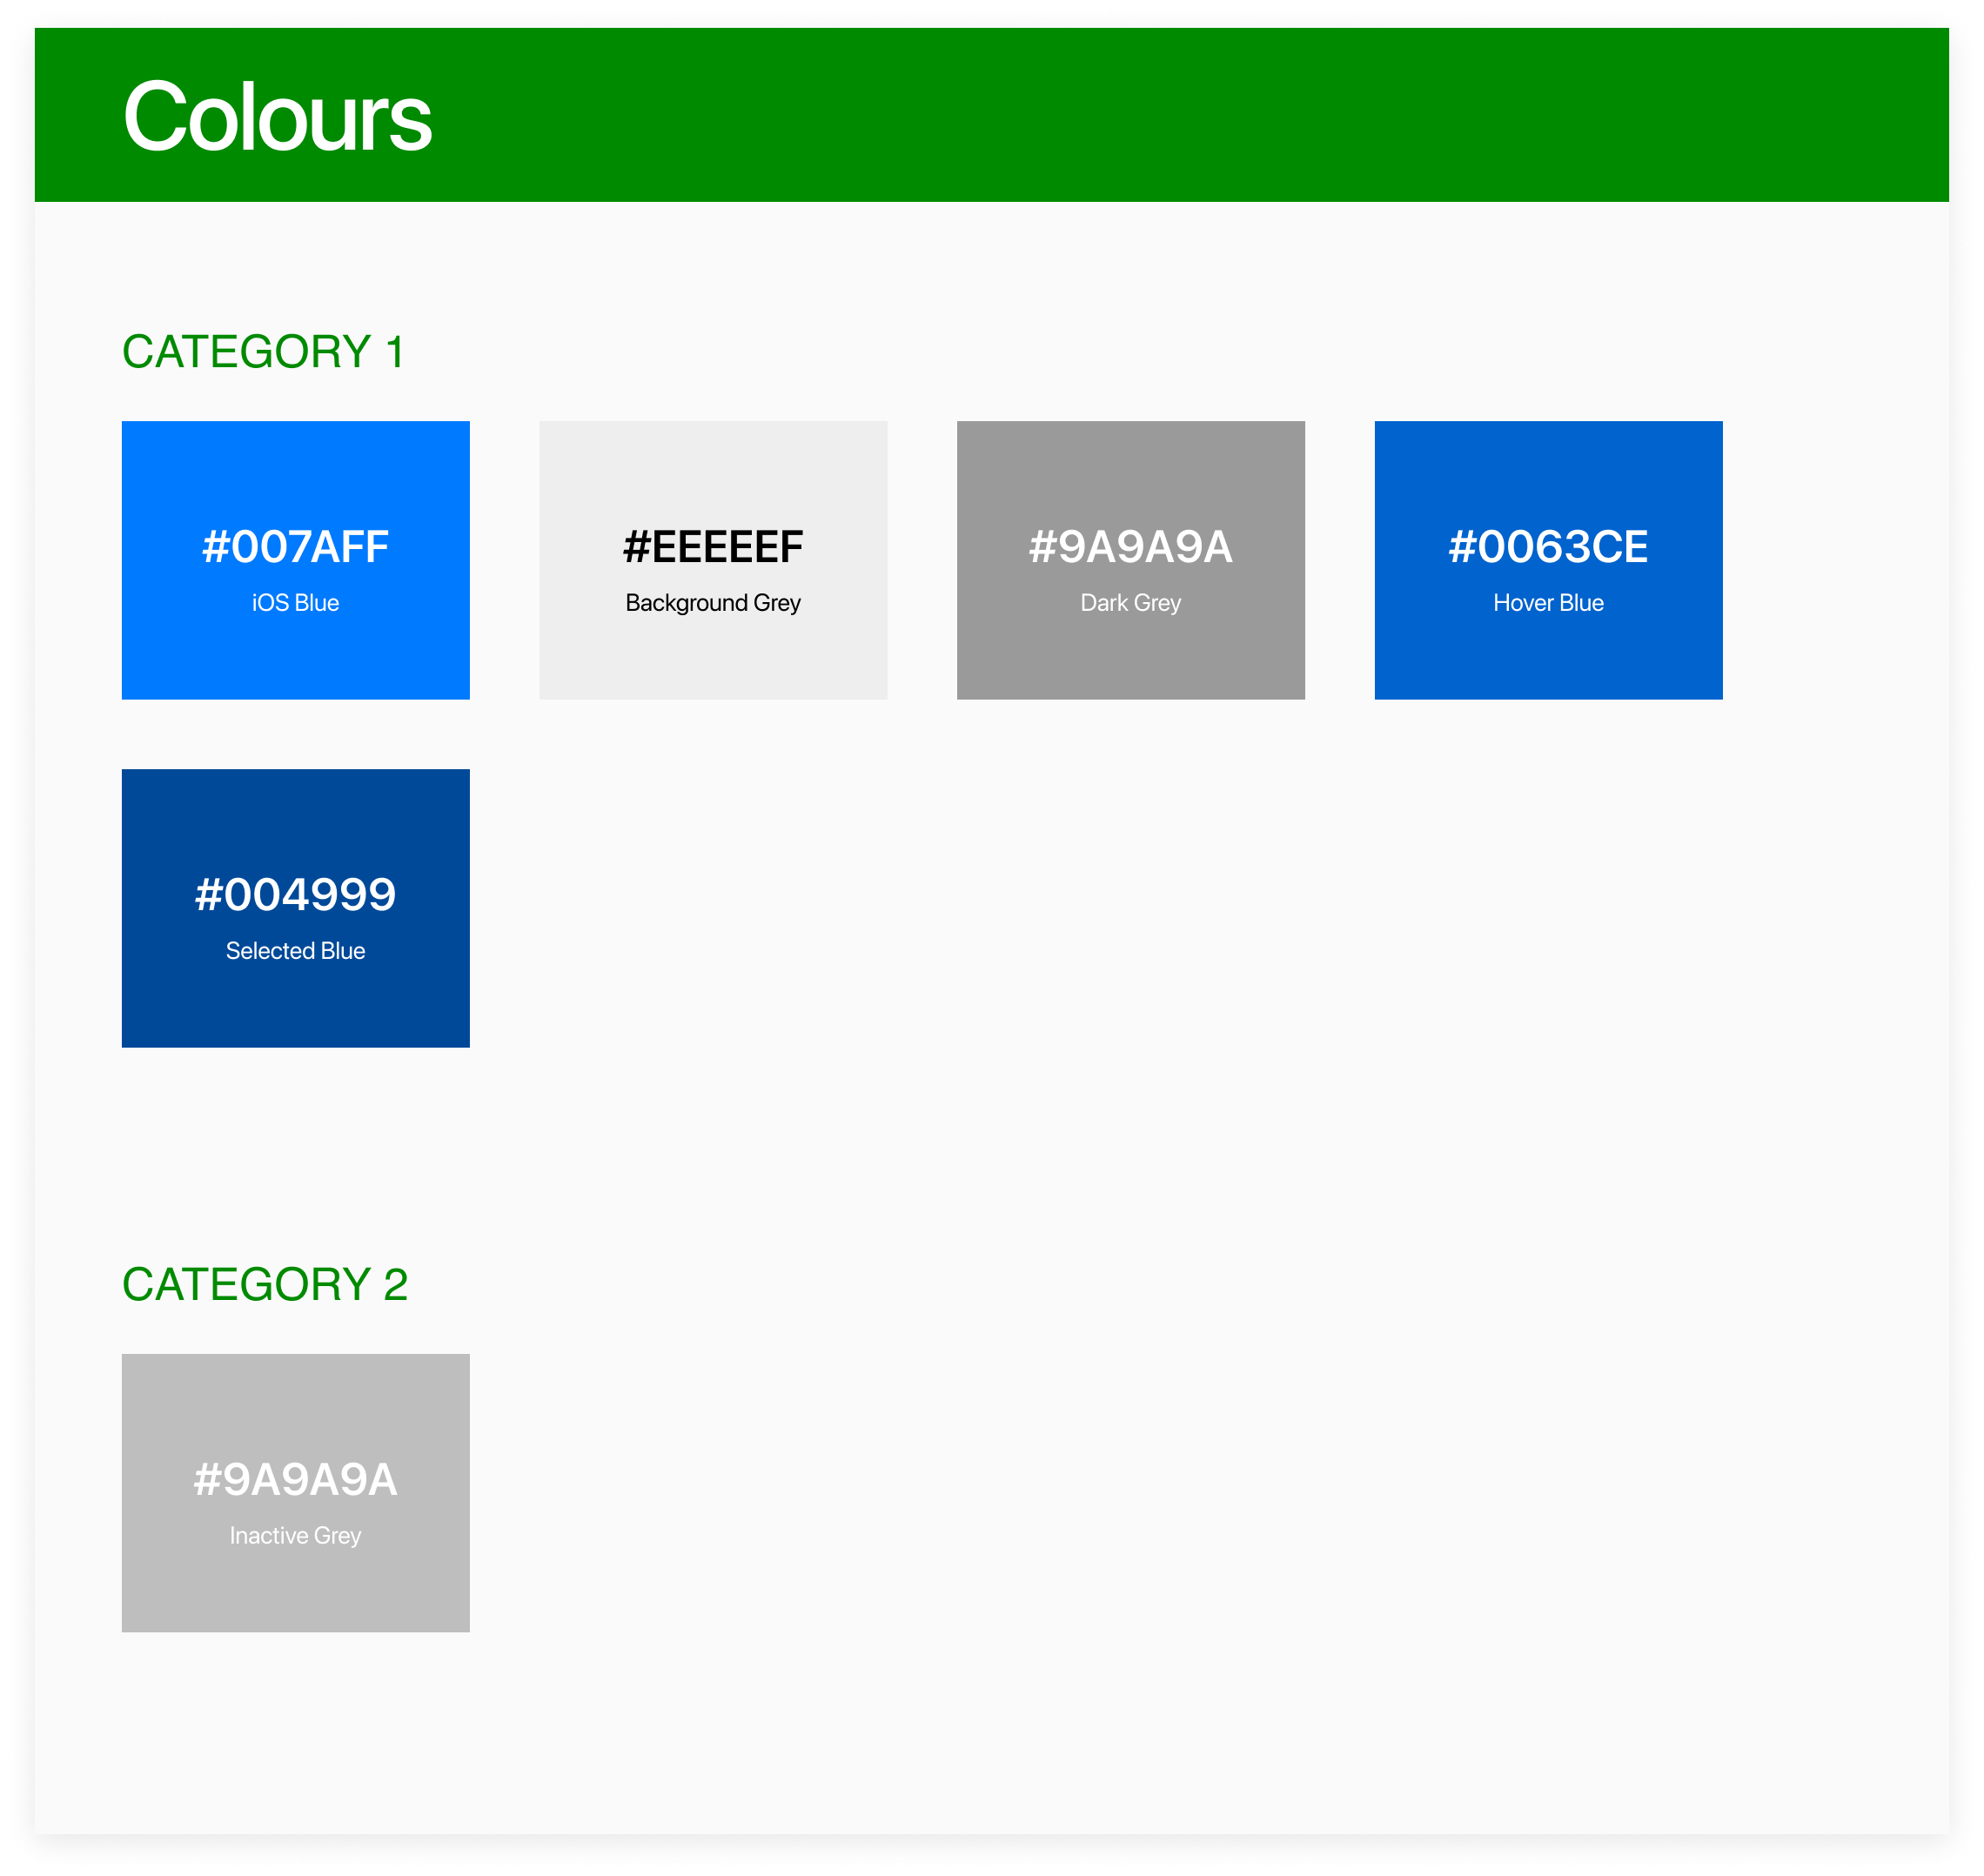 Colours
CATEGORY 1
#007AFF
iOS Blue
#EEEEEF
Background Grey
#9A9A9A
Dark Grey
#0063CE
Hover Blue
#004999
Selected Blue
CATEGORY 2
#9A9A9A
Inactive Grey